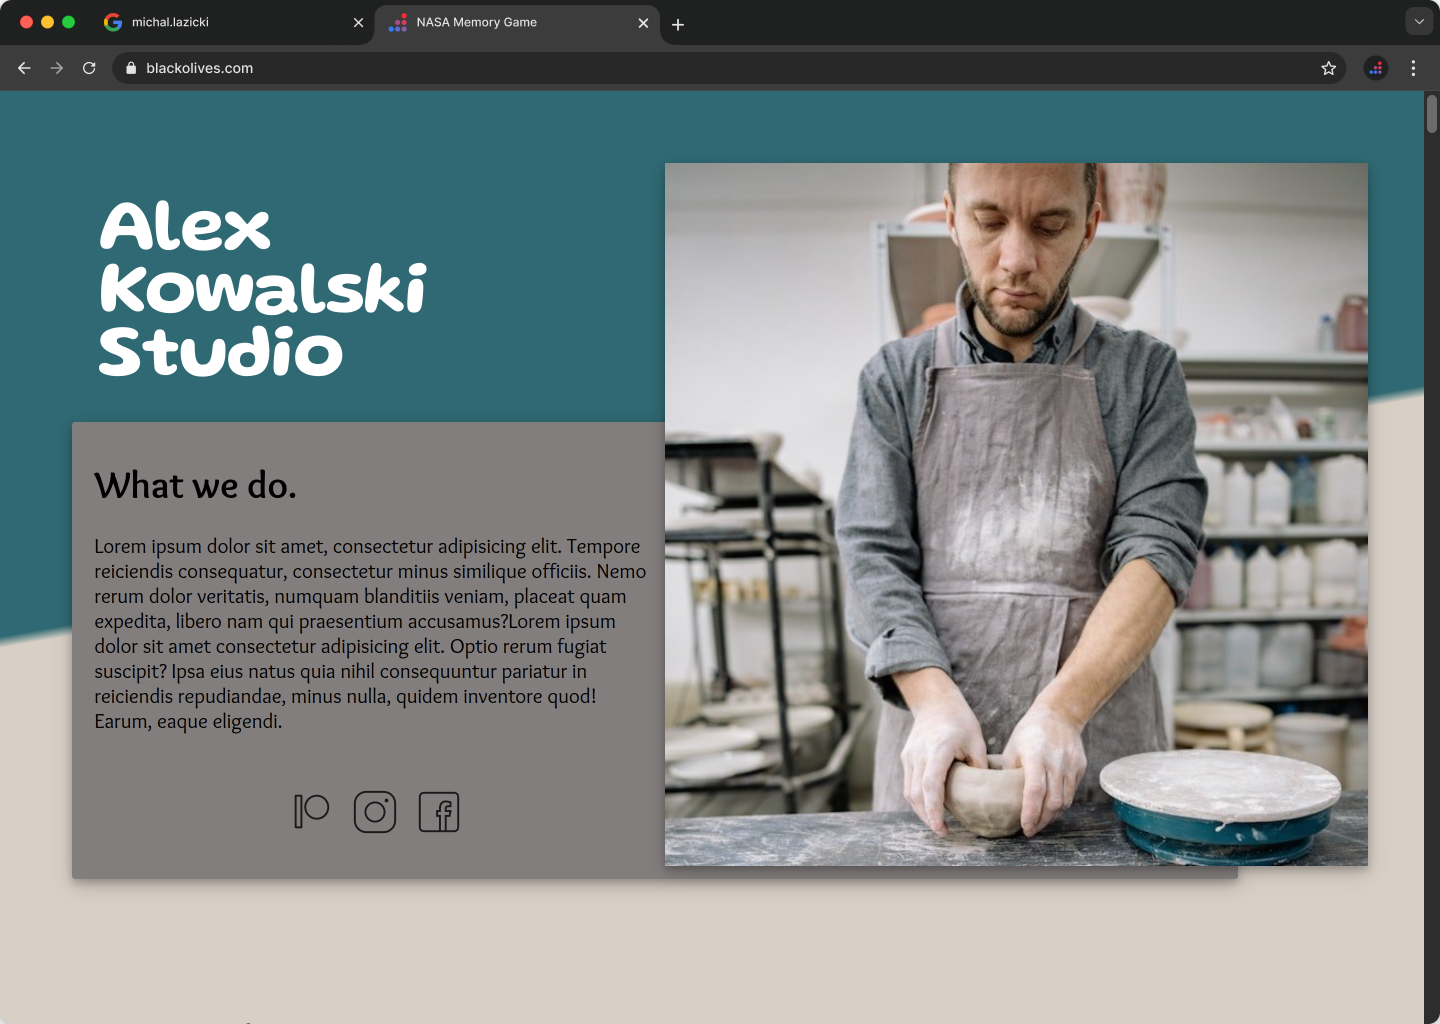 michal.lazicki
NASA Memory Game
blackolives.com
Alex
Kowalski
Studio
What we do.
Lorem ipsum dolor sit amet, consectetur adipisicing elit. Tempore
reiciendis consequatur, consectetur minus similique officiis. Nemo
rerum dolor veritatis, numquam blanditiis veniam, placeat quam
expedita, libero nam qui praesentium accusamus?Lorem ipsum
dolor sit amet consectetur adipisicing elit. Optio rerum fugiat
suscipit? Ipsa eius natus quia nihil consequuntur pariatur in
reiciendis repudiandae, minus nulla, quidem inventore quod!
Earum, eaque eligendi.